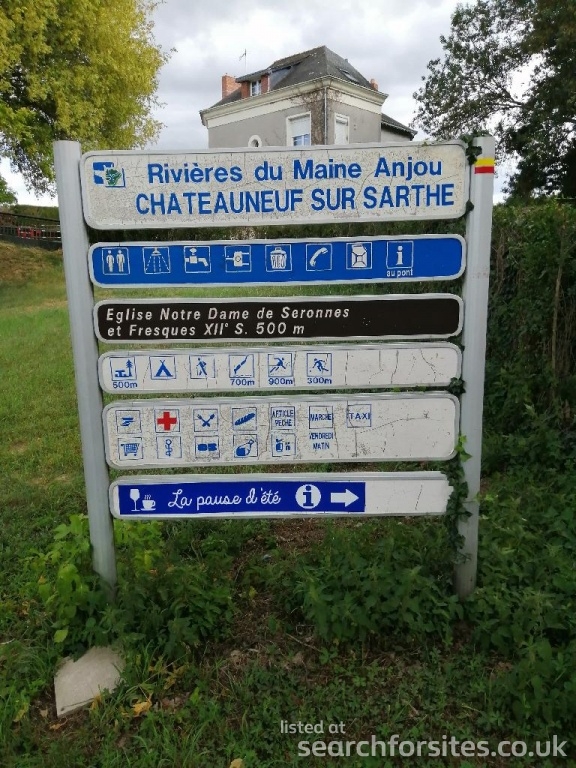 Rivières du Maine Anjou
CHATEAUNEUF SUR SARTHE
i
au pont
Eglise Notre Dame de Seronnes
et Fresques XII° S. 500 m
500m 700m 900m 300m
ARTICLE PECHE MARCHE TAXI
VENDREDI
MATIN
La pause d'été i
listed at
searchforsites.co.uk